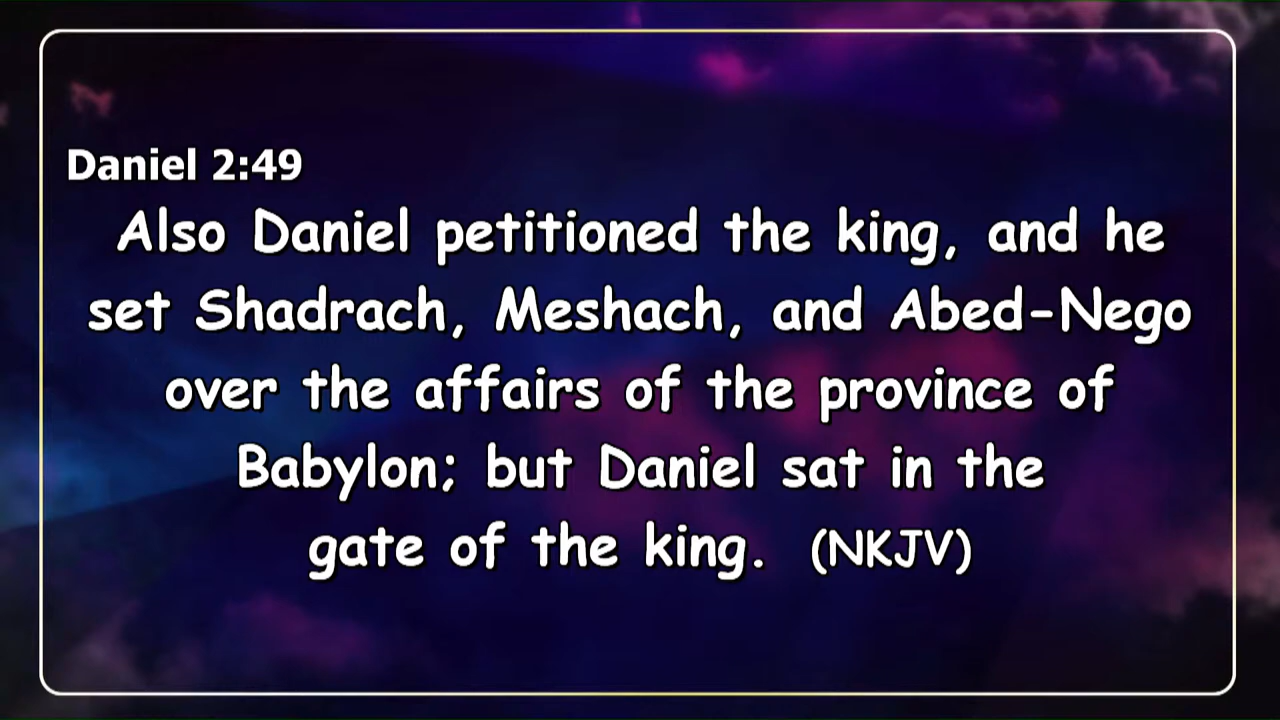 Daniel 2:49
Also Daniel petitioned the king, and he
set Shadrach, Meshach, and Abed-Nego
over the affairs of the province of
Babylon; but Daniel sat in the
gate of the king. (NKJV)